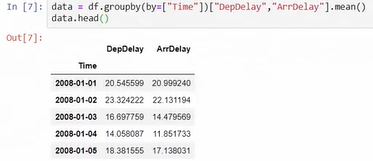 In [7]: data = df.groupby(by=["Time"])["DepDelay","ArrDelay"].mean()
data.head()
Out[7]:
DepDelay ArrDelay
Time
2008-01-01 20.545599 20.999240
2008-01-02 23.324222 22.131194
2008-01-03 16.697759 14.479569
2008-01-04 14.058087 11.851733
2008-01-05 18.381555 17.138031